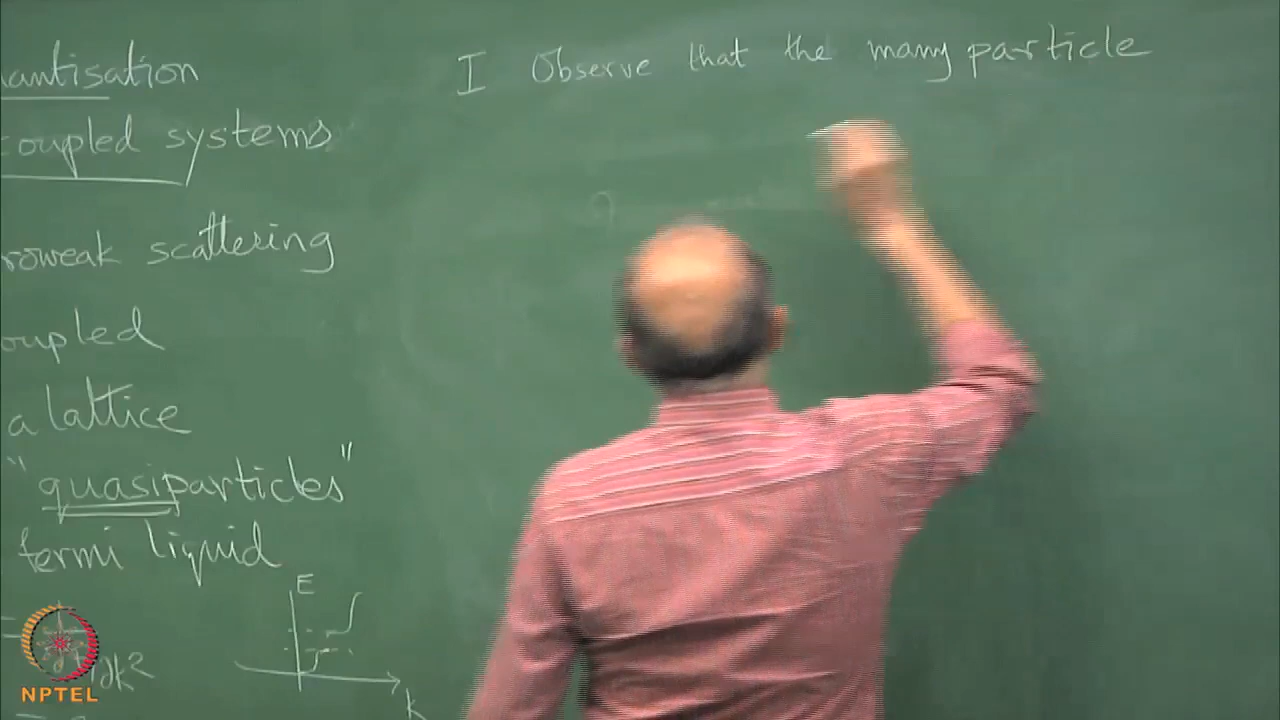 antisation
coupled systems
roweak scattering
oupled
a lattice
"quasiparticles"
fermi liquid
E
k
I Observe that the many particle
NPTEL